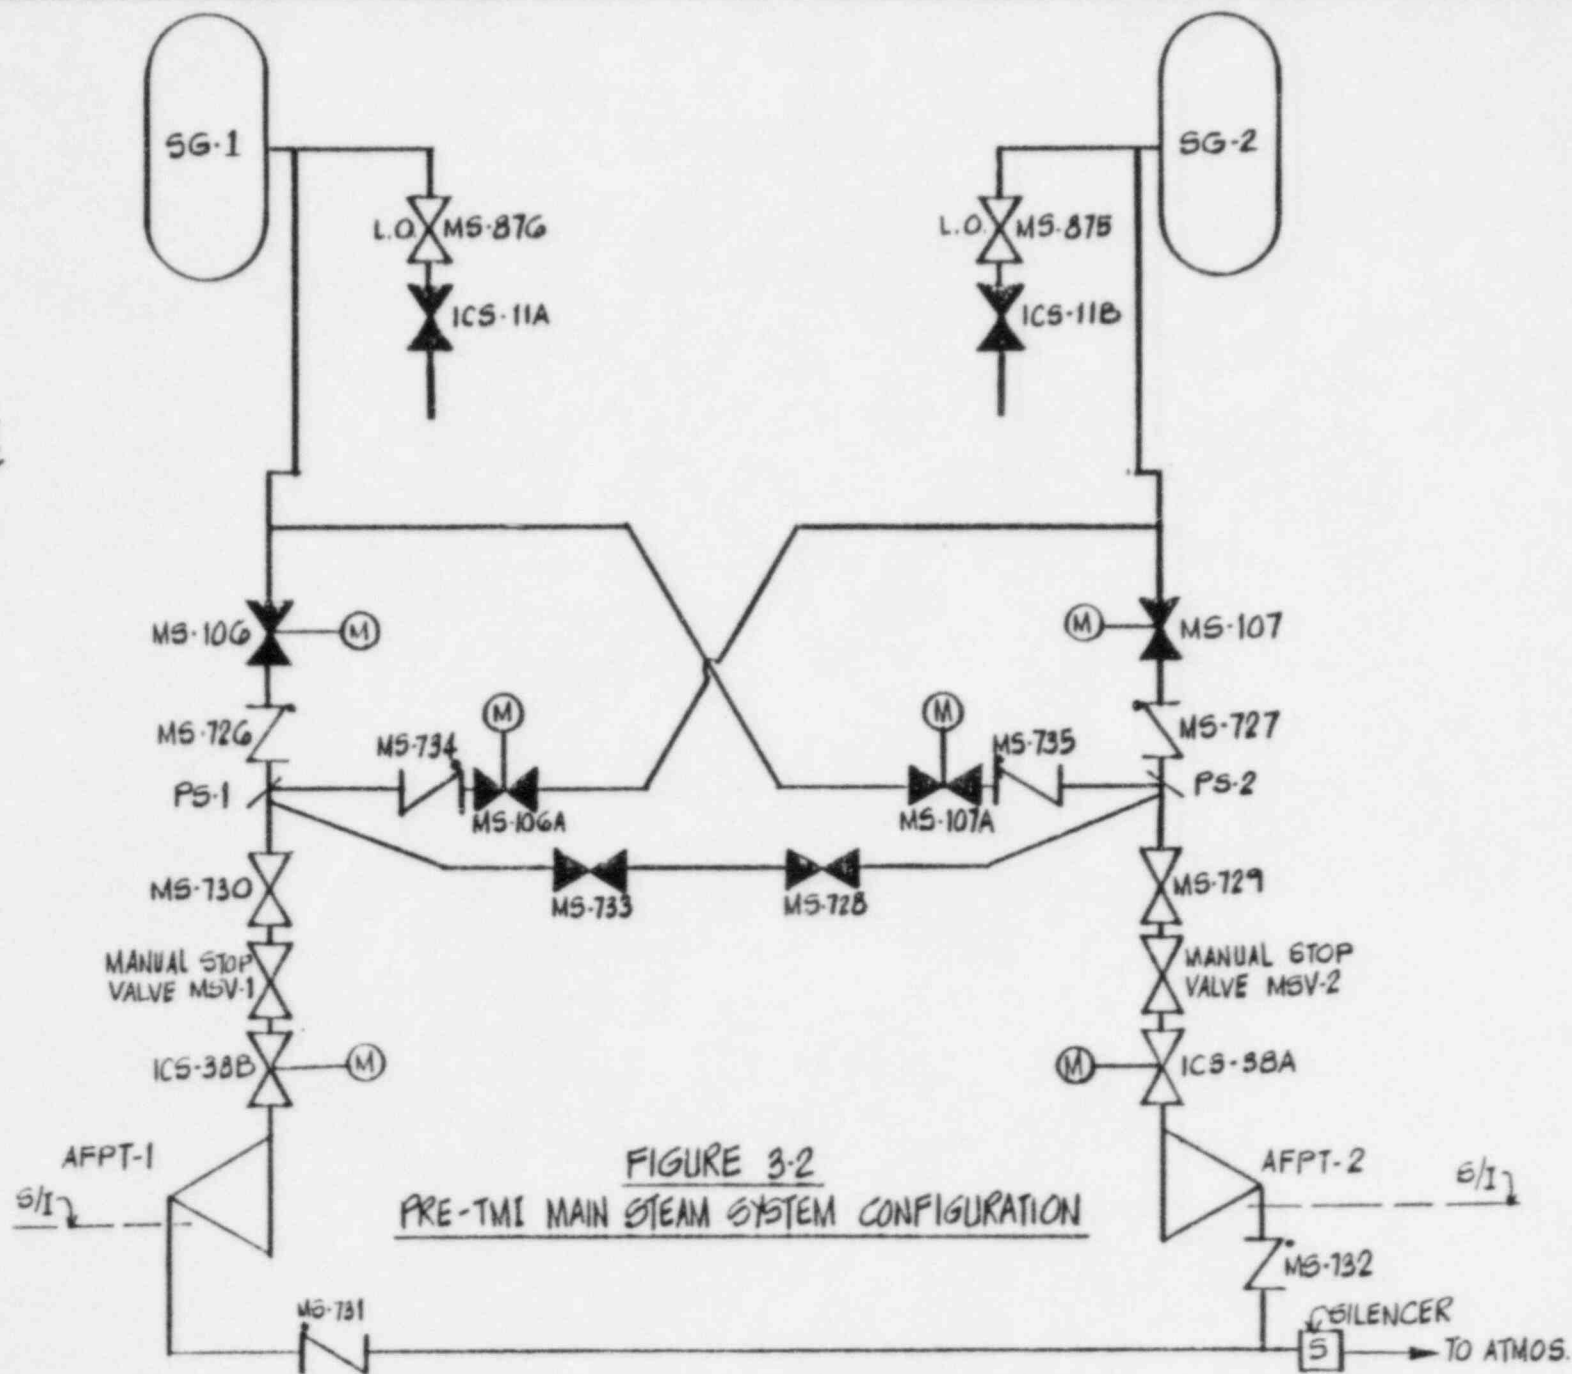 SG-1
SG-2
L.O. MS-876
L.O. MS-875
ICS-11A
ICS-11B
MS-106
M
M
MS-107
MS-726
MS-734
M
M
MS-735
MS-727
PS-1
MS-106A
MS-107A
PS-2
MS-730
MS-733
MS-728
MS-729
MANUAL STOP
VALVE MSV-1
MANUAL STOP
VALVE MSV-2
ICS-38B
M
M
ICS-38A
AFPT-1
AFPT-2
S/I
S/I
FIGURE 3-2
PRE-TMI MAIN STEAM SYSTEM CONFIGURATION
MS-732
MS-731
SILENCER
S
TO ATMOS.